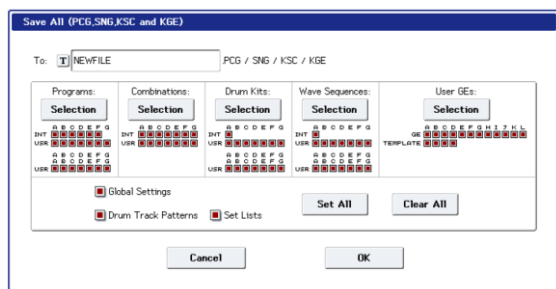 Save All (PCG,SNG,KSC and KGE)
To: T NEWFILE .PCG / SNG / KSC / KGE
Programs: Combinations: Drum Kits: Wave Sequences: User GEs:
Selection Selection Selection Selection Selection
A B C D E F G A B C D E F G A B C D E F G A B C D E F G A B C D E F G H I J K L
INT INT INT INT GE
USR USR USR USR TEMPLATE
A B C D E F G A B C D E F G A B C D E F G
A B C D E F G A B C D E F G A B C D E F G
USR USR USR
Global Settings
Set All Clear All
Drum Track Patterns Set Lists
Cancel OK